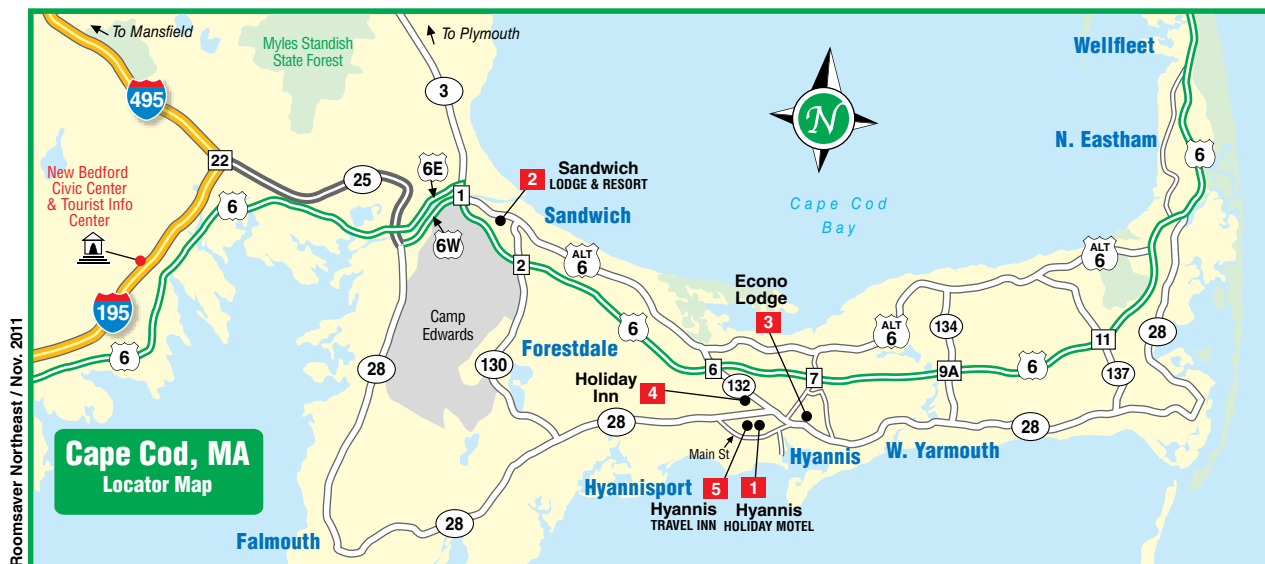 To Mansfield
To Plymouth
Myles Standish
State Forest
Wellfleet
495
3
N. Eastham
22
6E
6
New Bedford
Civic Center
& Tourist Info
Center
25
2
Sandwich
LODGE & RESORT
6
1
Sandwich
Cape Cod
Bay
6W
ALT
6
ALT
6
2
Econo
Lodge
195
Camp
Edwards
3
6
ALT
6
134
28
11
6
Forestdale
28
130
6
7
9A
6
137
Holiday
Inn
4
132
28
28
Main St
Hyannis
W. Yarmouth
Cape Cod, MA
Locator Map
Hyannisport
5
1
Hyannis
TRAVEL INN
Hyannis
HOLIDAY MOTEL
28
Falmouth
N
Roomsaver Northeast / Nov. 2011